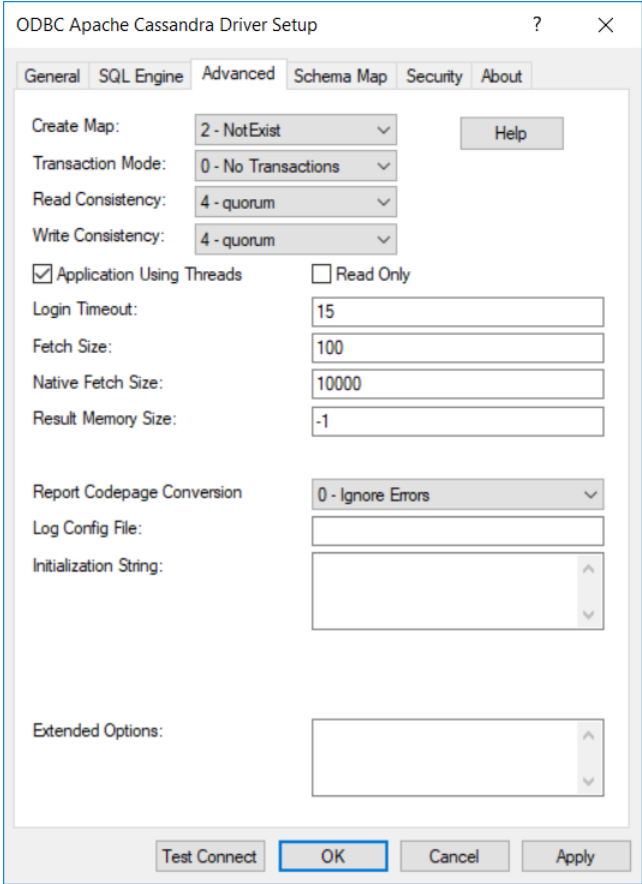 ODBC Apache Cassandra Driver Setup ?
General SQL Engine Advanced Schema Map Security About
Create Map: 2 - NotExist Help
Transaction Mode: 0 - No Transactions
Read Consistency: 4 - quorum
Write Consistency: 4 - quorum
Application Using Threads Read Only
Login Timeout: 15
Fetch Size: 100
Native Fetch Size: 10000
Result Memory Size: -1
Report Codepage Conversion 0 - Ignore Errors
Log Config File:
Initialization String:
Extended Options:
Test Connect OK Cancel Apply